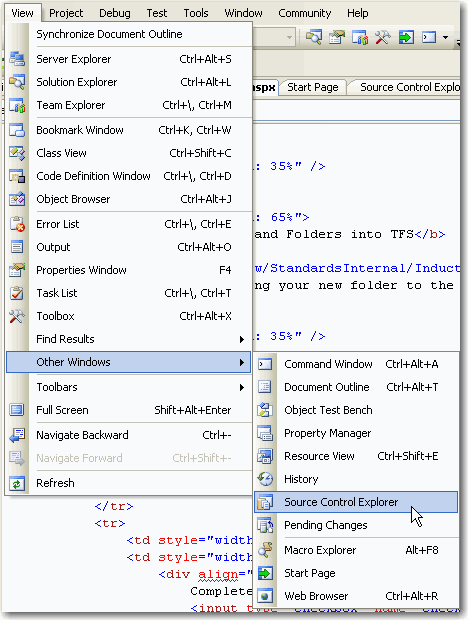 View Project Debug Test Tools Window Community Help
Synchronize Document Outline
Server Explorer Ctrl+Alt+S
Solution Explorer Ctrl+Alt+L
Team Explorer Ctrl+\, Ctrl+M
spx Start Page Source Control Explo
Bookmark Window Ctrl+K, Ctrl+W
Class View Ctrl+Shift+C
: 35%" />
Code Definition Window Ctrl+\, Ctrl+D
Object Browser Ctrl+Alt+J
: 65%">
Error List Ctrl+\, Ctrl+E
and Folders into TFS</b>
Output Ctrl+Alt+O
Properties Window F4
w/StandardsInternal/Induct
Task List Ctrl+\, Ctrl+T
ng your new folder to the
Toolbox Ctrl+Alt+X
Find Results
: 35%" />
Other Windows
Toolbars
Full Screen Shift+Alt+Enter
Navigate Backward Ctrl+-
Navigate Forward Ctrl+Shift+-
Refresh
Command Window Ctrl+Alt+A
Document Outline Ctrl+Alt+T
Object Test Bench
Property Manager
Resource View Ctrl+Shift+E
History
Source Control Explorer
Pending Changes
Macro Explorer Alt+F8
Start Page
Web Browser Ctrl+Alt+R
</tr>
<tr>
<td style="width
<td style="width
<div align="
Complete
<input type="checkbox" name="check